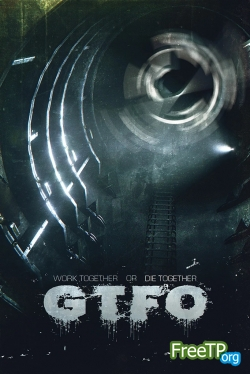 WORK TOGETHER OR DIE TOGETHER
GTFO
FreeTP.org